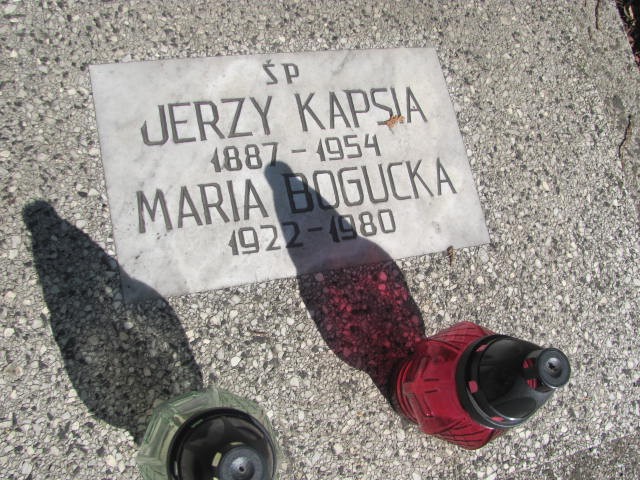 ŚP
JERZY KAPSIA
1887 - 1954
MARIA BOGUCKA
1922 - 1980